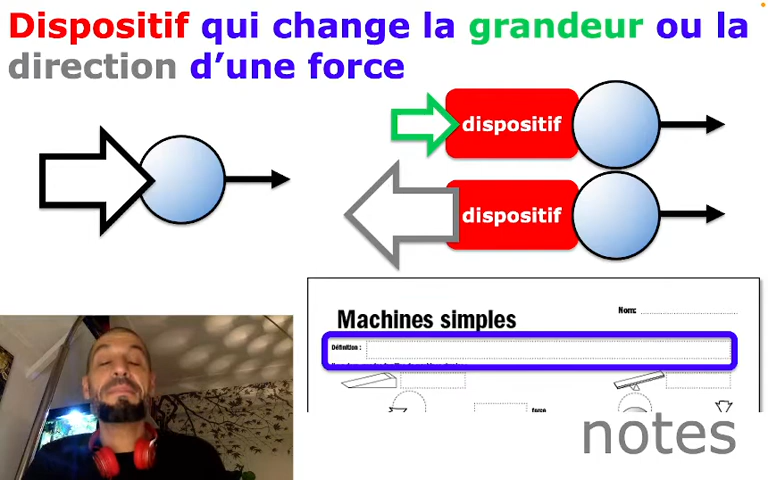 Dispositif qui change la grandeur ou la
direction d'une force
dispositif
dispositif
Machines simples
Nom:
Définition :
force
notes